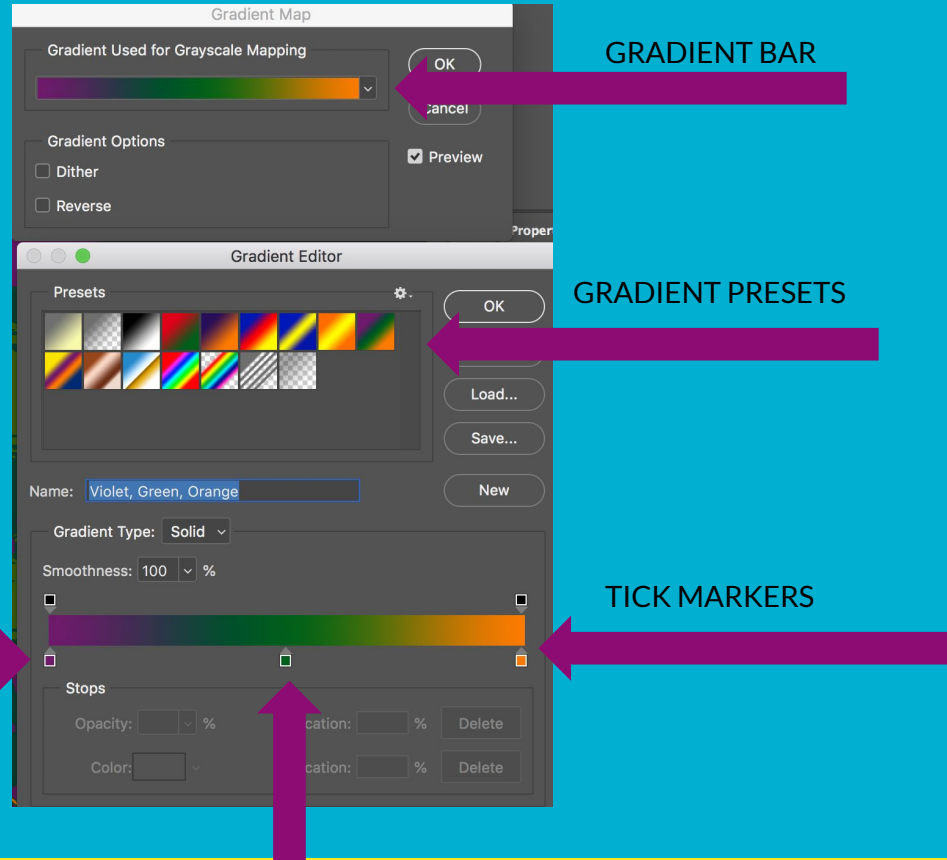 Gradient Map
Gradient Used for Grayscale Mapping
OK
GRADIENT BAR
Cancel
Gradient Options
Preview
Dither
Reverse
Gradient Editor
Presets
OK
GRADIENT PRESETS
Load...
Save...
Name: Violet, Green, Orange
New
Gradient Type: Solid
Smoothness: 100 %
TICK MARKERS
Stops
Opacity: % %
Delete
Color: % Delete